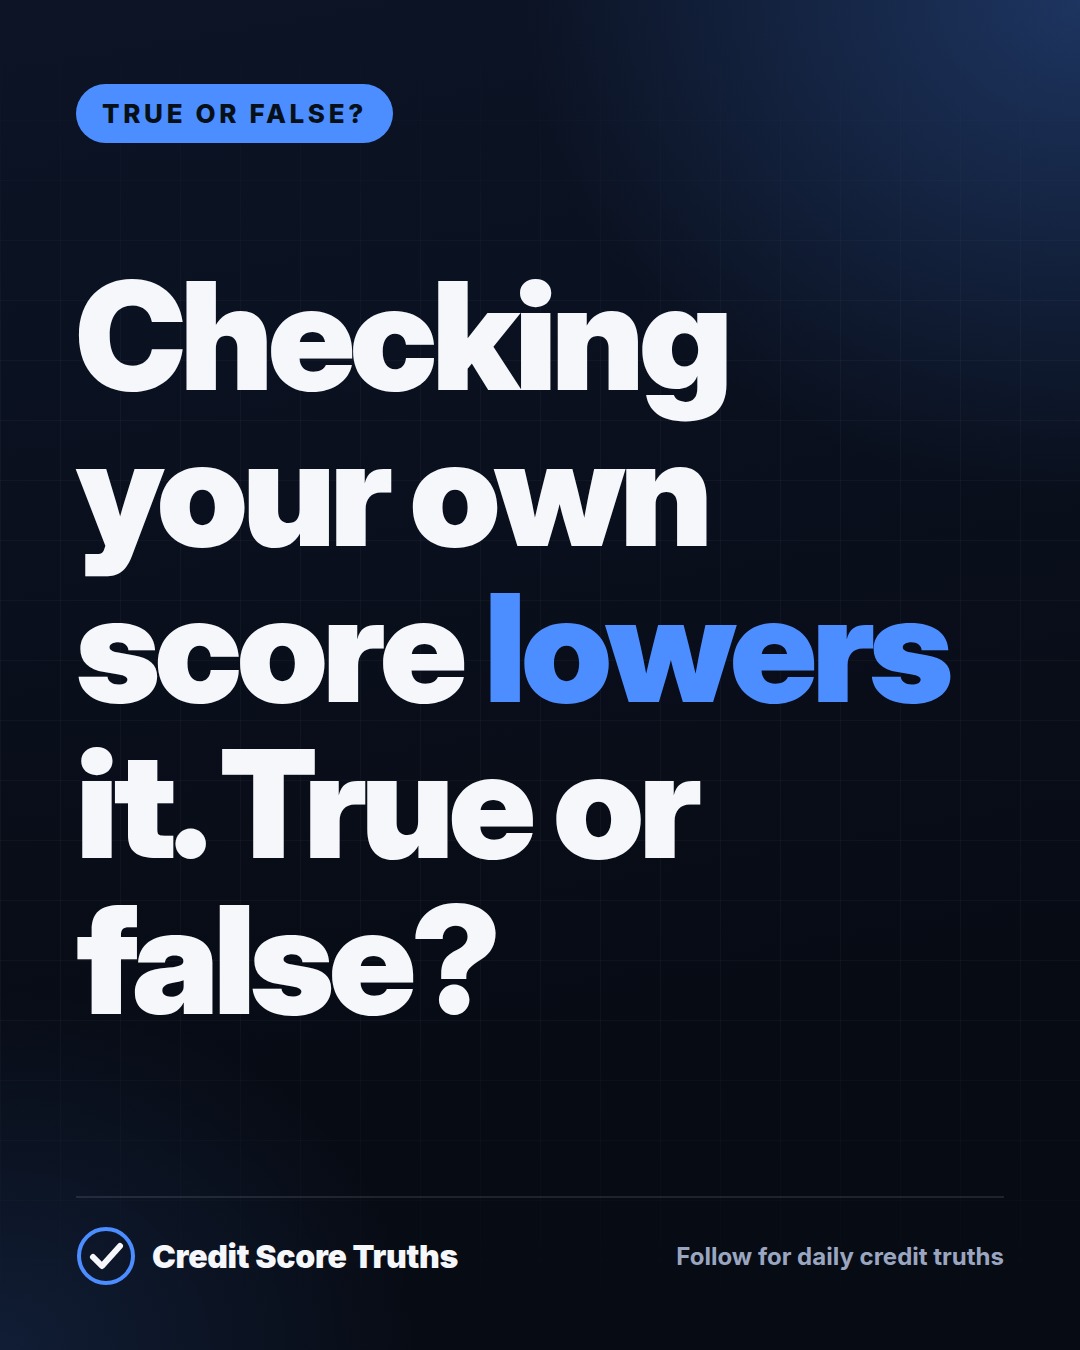 TRUE OR FALSE?
Checking
your own
score lowers
it. True or
false?
Credit Score Truths
Follow for daily credit truths